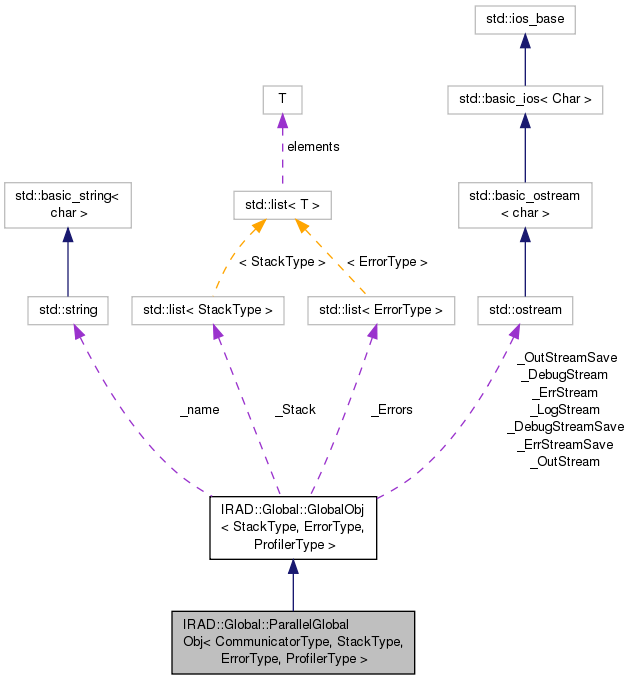 std::ios_base
T
std::basic_ios< Char >
elements
std::basic_string<
char >
std::list< T >
std::basic_ostream
< char >
< StackType >
< ErrorType >
std::string
std::list< StackType >
std::list< ErrorType >
std::ostream
_name
_Stack
_Errors
_OutStreamSave
_DebugStream
_ErrStream
_LogStream
_DebugStreamSave
_ErrStreamSave
_OutStream
IRAD::Global::GlobalObj
< StackType, ErrorType,
ProfilerType >
IRAD::Global::ParallelGlobal
Obj< CommunicatorType, StackType,
ErrorType, ProfilerType >